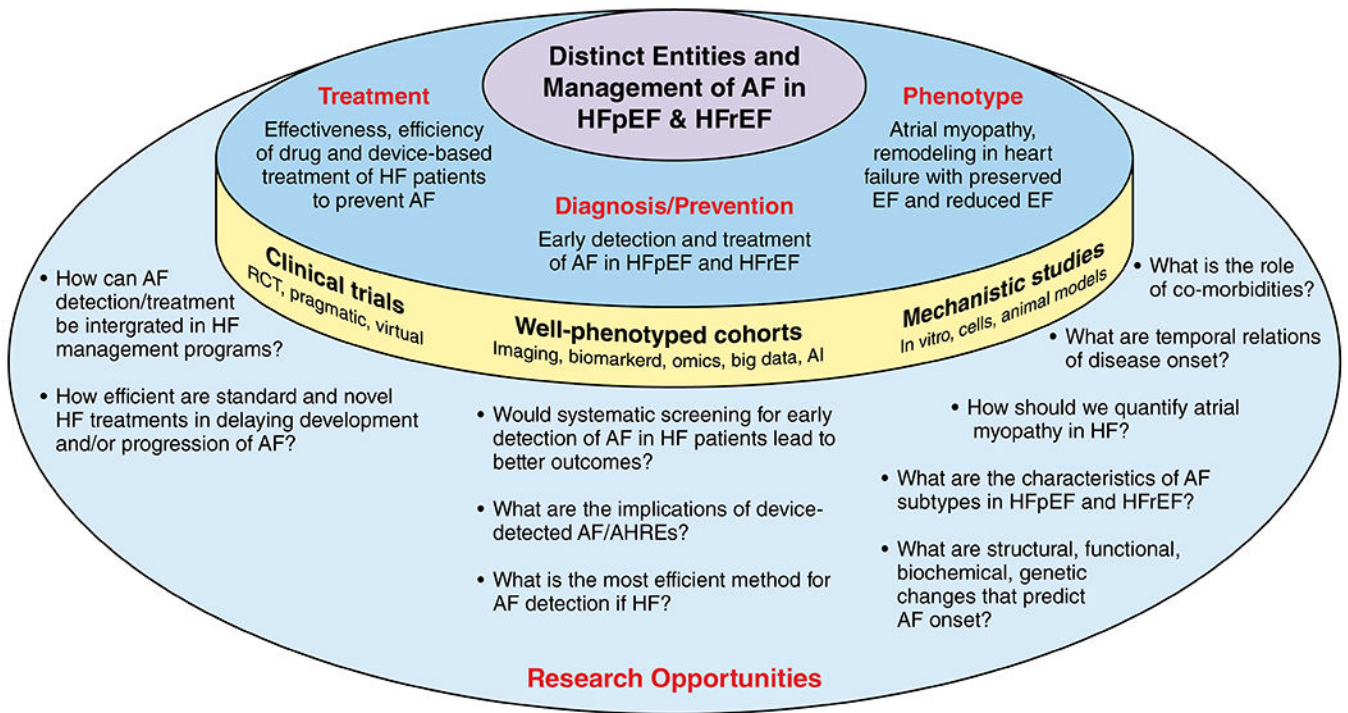 Distinct Entities and
Management of AF in
HFpEF & HFrEF
Treatment
Effectiveness, efficiency
of drug and device-based
treatment of HF patients
to prevent AF
Diagnosis/Prevention
Early detection and treatment
of AF in HFpEF and HFrEF
Phenotype
Atrial myopathy,
remodeling in heart
failure with preserved
EF and reduced EF
Clinical trials
RCT, pragmatic, virtual
Well-phenotyped cohorts
Imaging, biomarkerd, omics, big data, AI
Mechanistic studies
In vitro, cells, animal models
• How can AF
detection/treatment
be intergrated in HF
management programs?
• How efficient are standard and novel
HF treatments in delaying development
and/or progression of AF?
• Would systematic screening for early
detection of AF in HF patients lead to
better outcomes?
• What are the implications of device-
detected AF/AHREs?
• What is the most efficient method for
AF detection if HF?
• What is the role
of co-morbidities?
• What are temporal relations
of disease onset?
• How should we quantify atrial
myopathy in HF?
• What are the characteristics of AF
subtypes in HFpEF and HFrEF?
• What are structural, functional,
biochemical, genetic
changes that predict
AF onset?
Research Opportunities